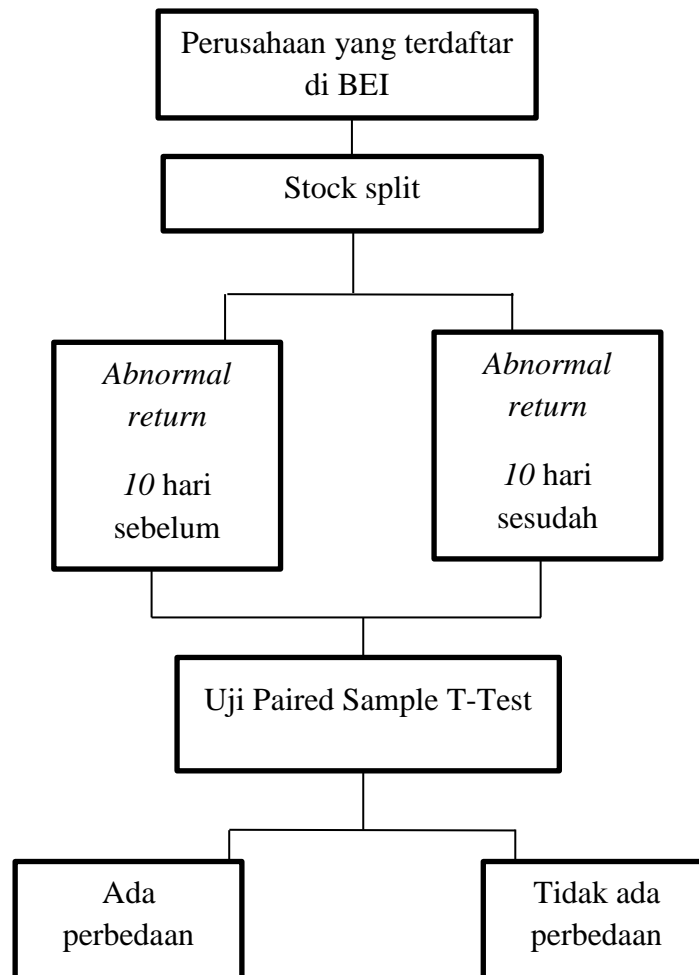 Perusahaan yang terdaftar
di BEI
Stock split
Abnormal
return
10 hari
sebelum
Abnormal
return
10 hari
sesudah
Uji Paired Sample T-Test
Ada
perbedaan
Tidak ada
perbedaan